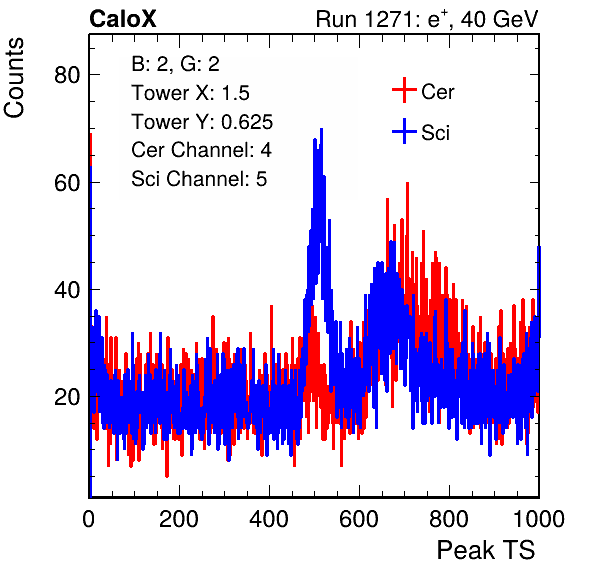 CaloX
Run 1271: e+, 40 GeV
Counts
B: 2, G: 2
Tower X: 1.5
Tower Y: 0.625
Cer Channel: 4
Sci Channel: 5
Cer
Sci
80
60
40
20
0 200 400 600 800 1000
Peak TS